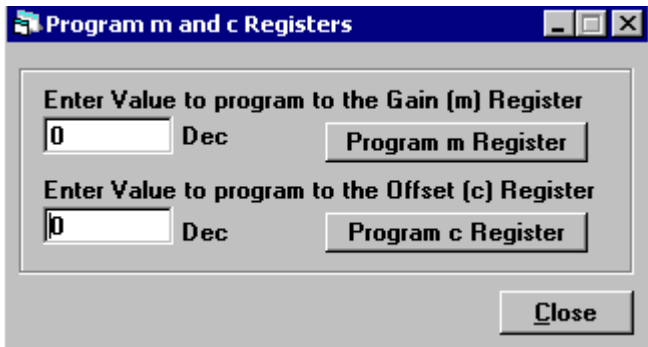 Program m and c Registers
Enter Value to program to the Gain (m) Register
0 Dec Program m Register
Enter Value to program to the Offset (c) Register
0 Dec Program c Register
Close